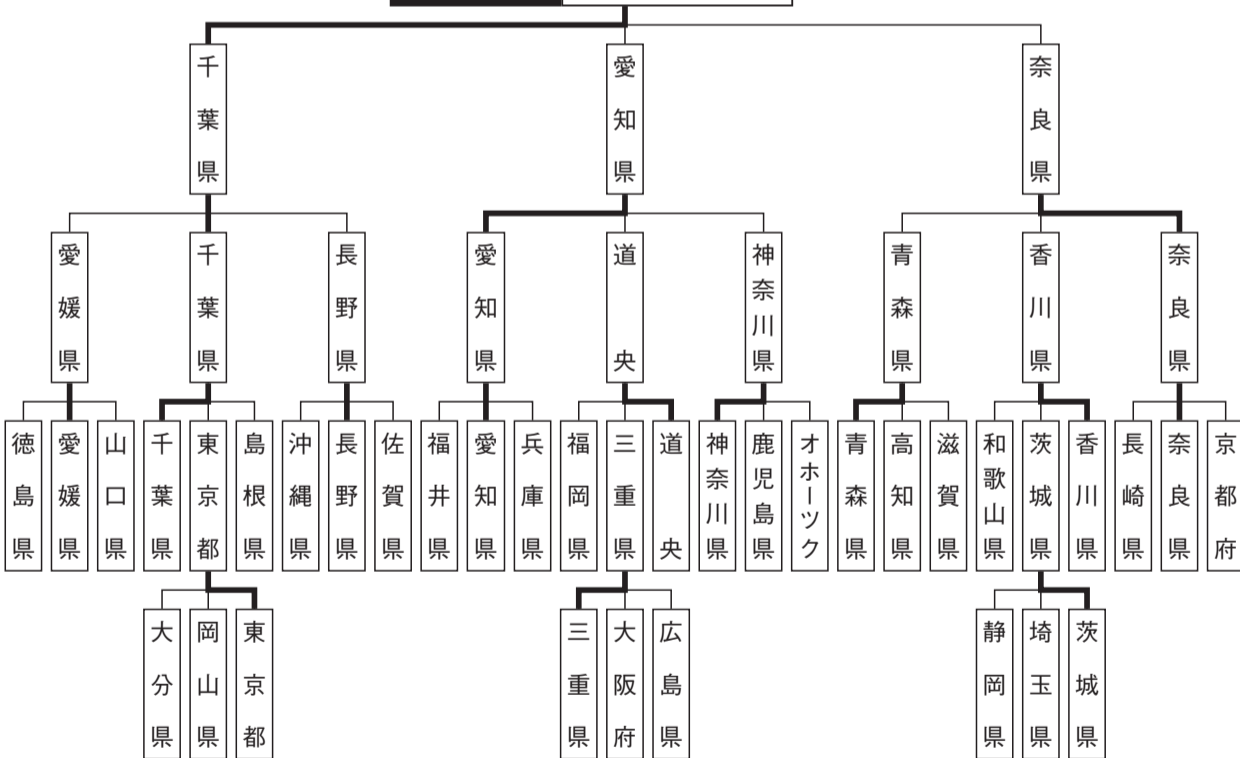 千葉県
愛知県
奈良県
愛媛県
千葉県
長野県
愛知県
道央
神奈川県
青森県
香川県
奈良県
徳島県
愛媛県
山口県
千葉県
東京都
島根県
沖縄県
長野県
佐賀県
福井県
愛知県
兵庫県
福岡県
三重県
道央
神奈川県
鹿児島県
オホーツク
青森県
高知県
滋賀県
和歌山県
茨城県
香川県
長崎県
奈良県
京都府
大分県
岡山県
東京都
三重県
大阪府
広島県
静岡県
埼玉県
茨城県